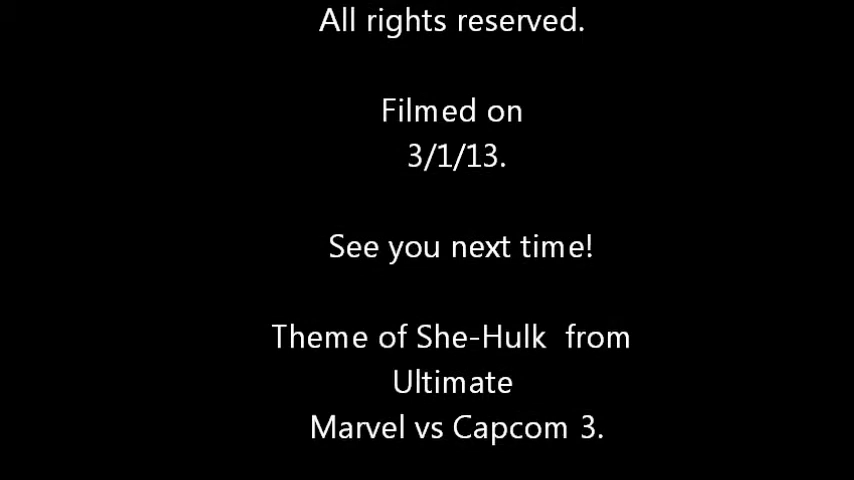 All rights reserved.
Filmed on
3/1/13.
See you next time!
Theme of She-Hulk  from
Ultimate
Marvel vs Capcom 3.